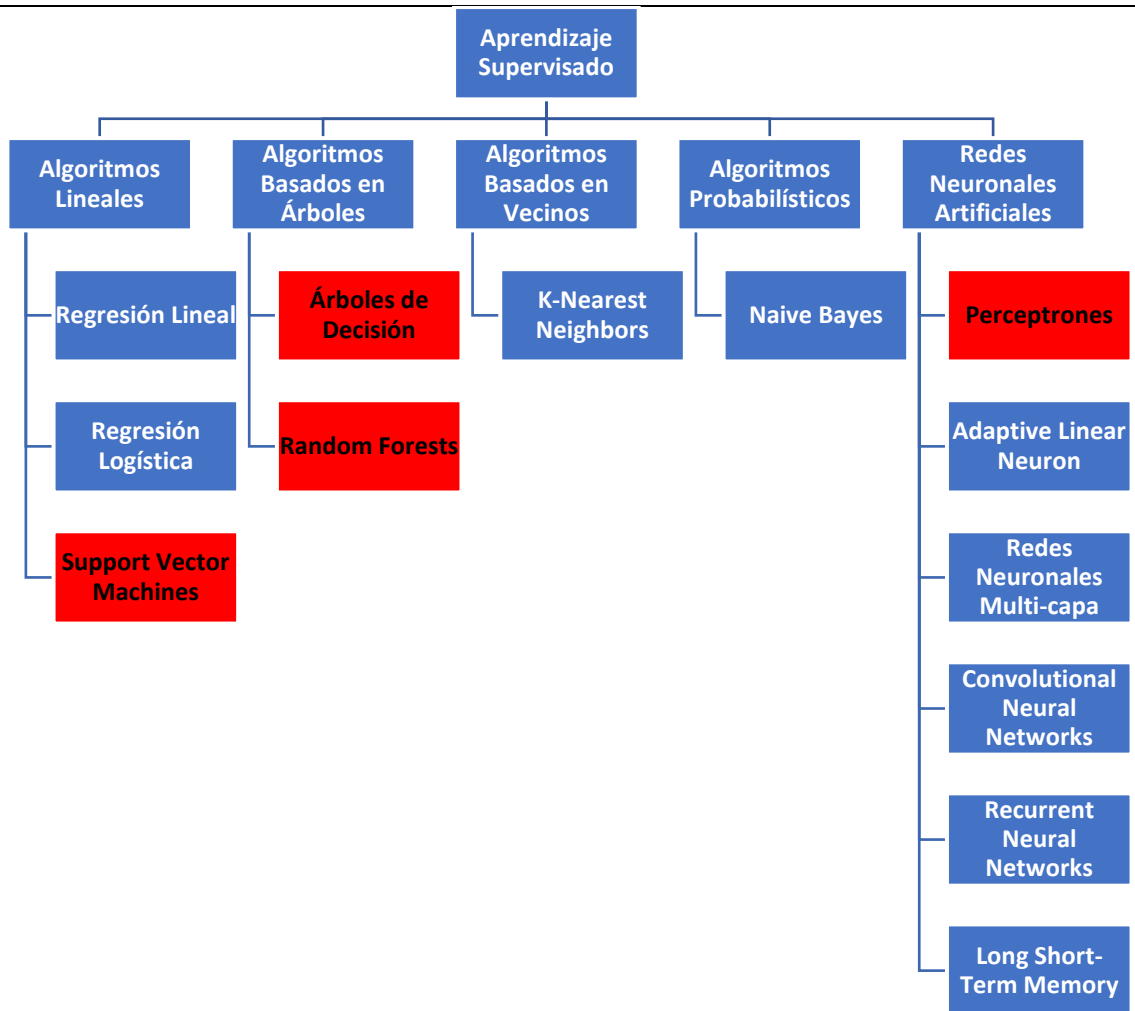 Aprendizaje
Supervisado
Algoritmos
Lineales
Algoritmos
Basados en
Árboles
Algoritmos
Basados en
Vecinos
Algoritmos
Probabilísticos
Redes
Neuronales
Artificiales
Regresión Lineal
Árboles de
Decisión
K-Nearest
Neighbors
Naive Bayes
Perceptrones
Regresión
Logística
Random Forests
Adaptive Linear
Neuron
Support Vector
Machines
Redes
Neuronales
Multi-capa
Convolutional
Neural
Networks
Recurrent
Neural
Networks
Long Short-
Term Memory